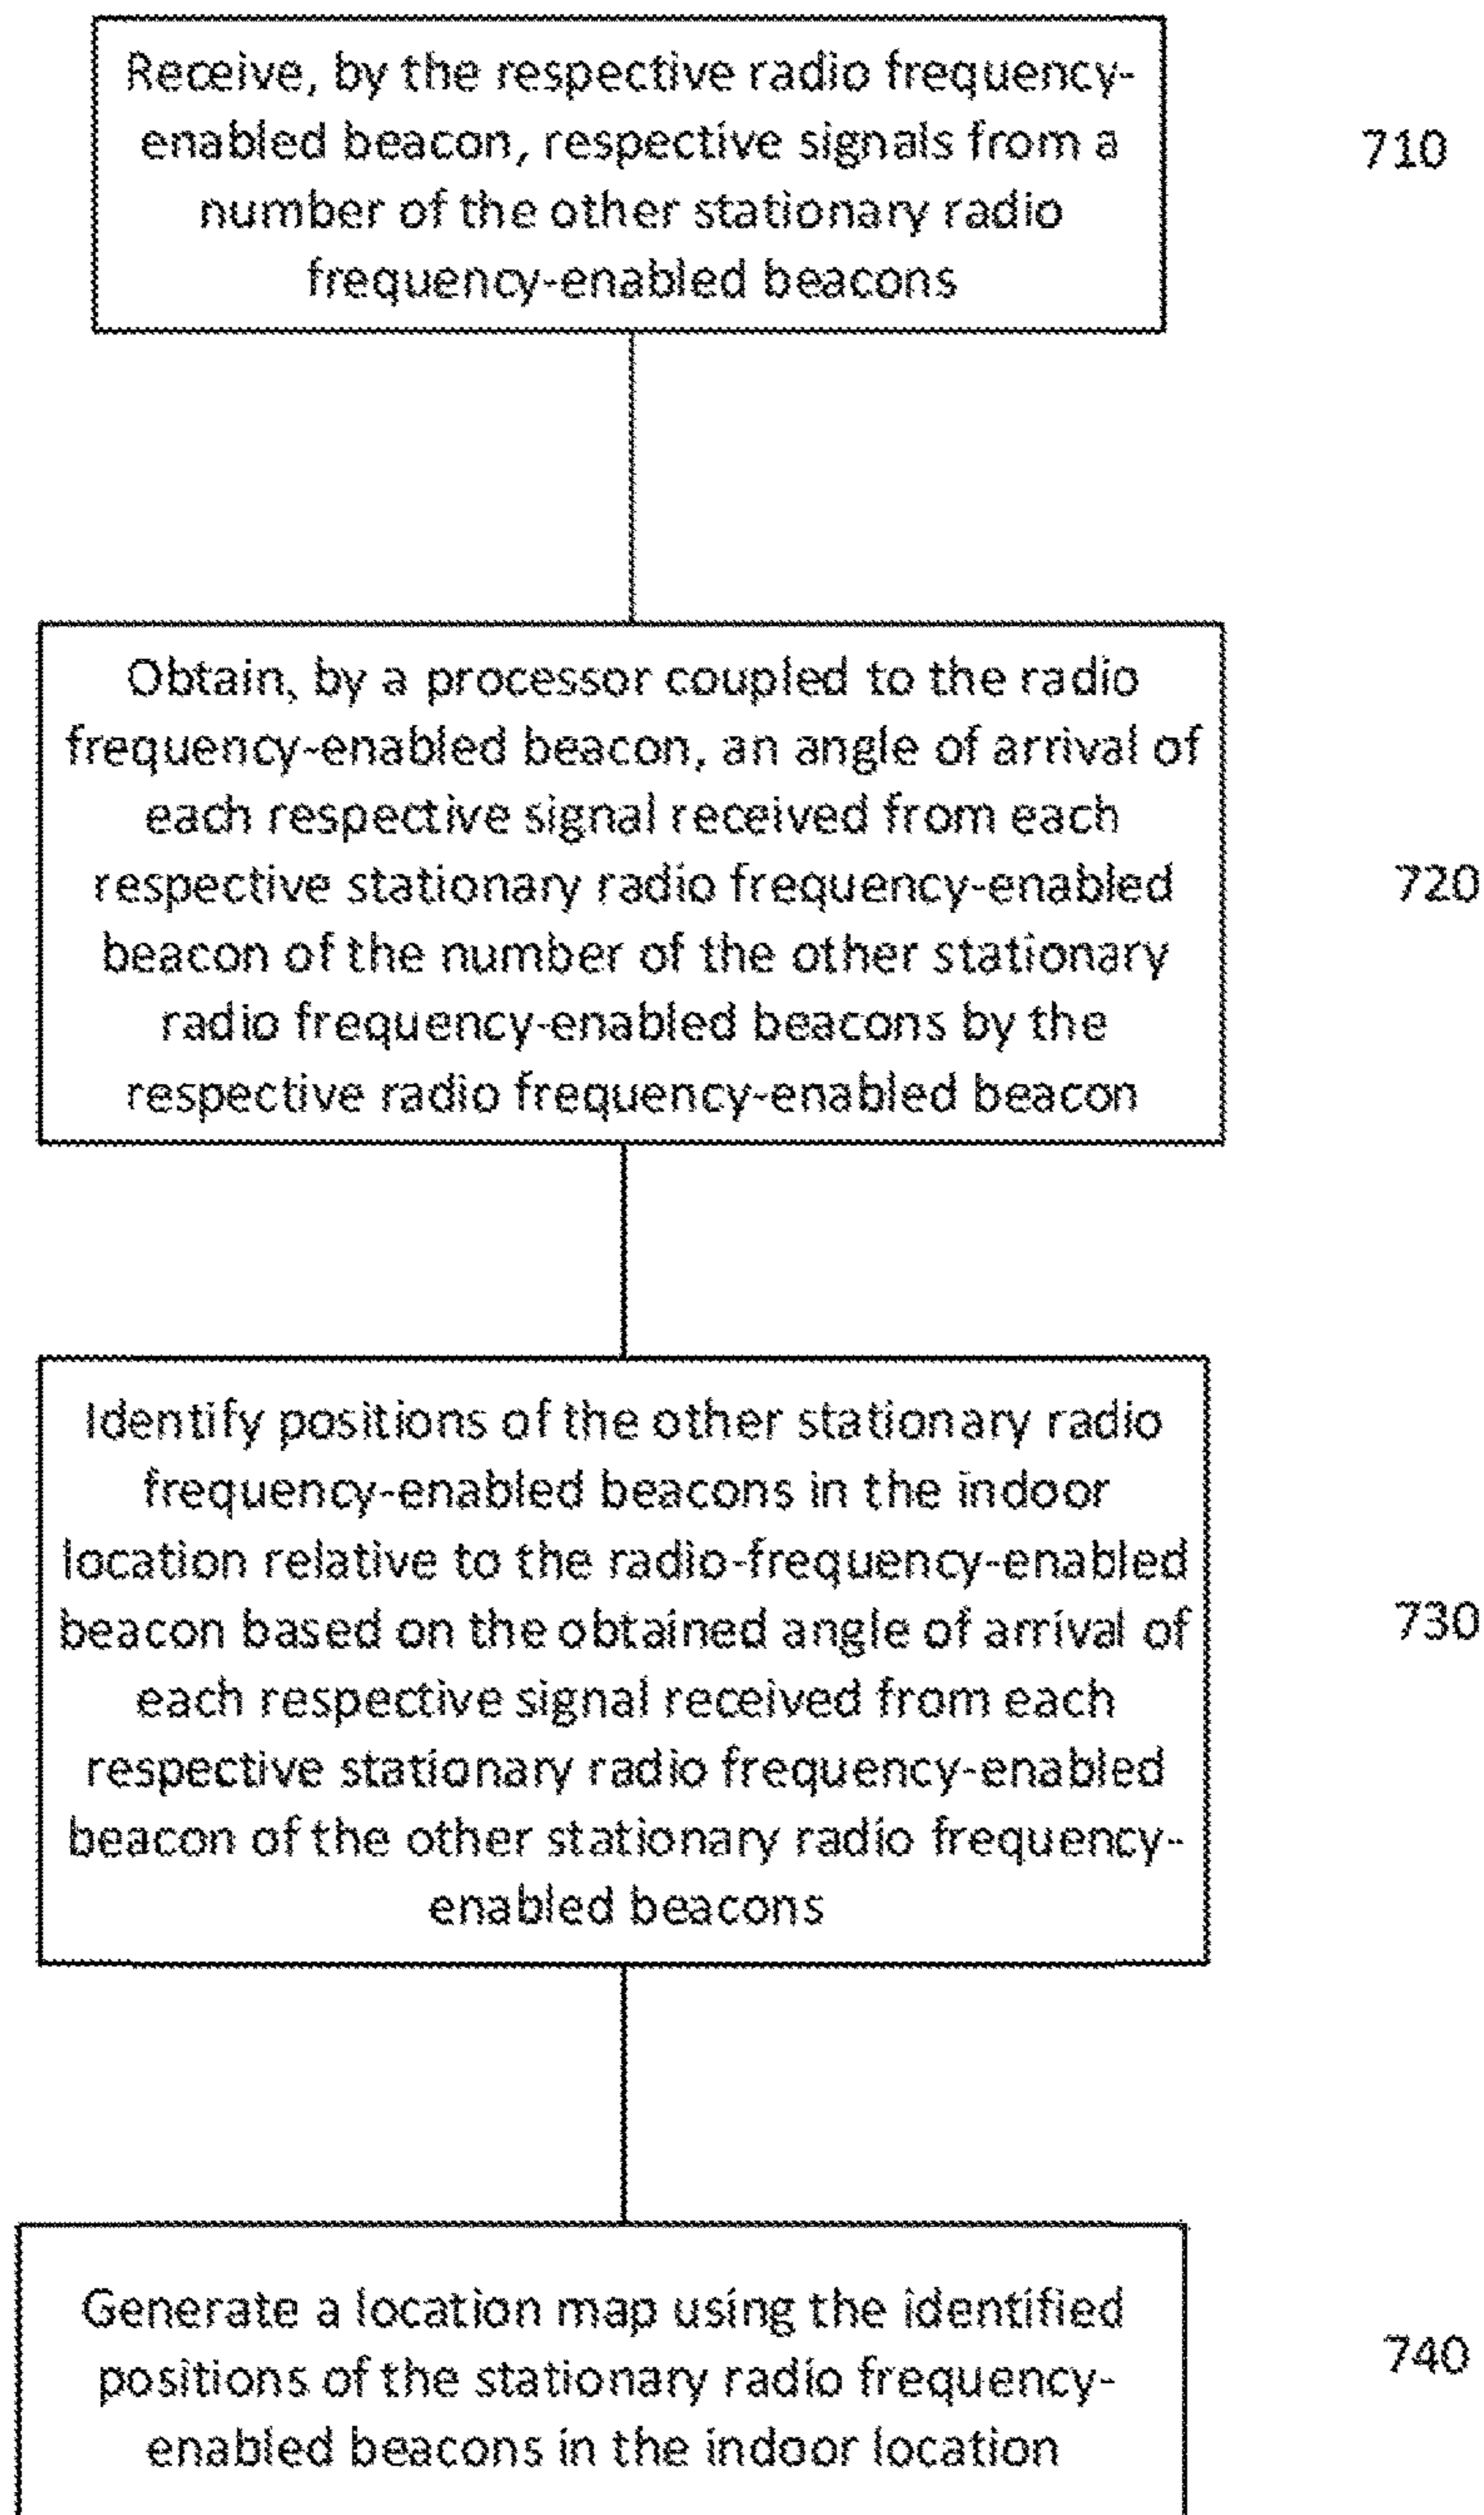 Receive, by the respective radio frequency-
enabled beacon, respective signals from a
number of the other stationary radio
frequency-enabled beacons
710
Obtain, by a processor coupled to the radio
frequency-enabled beacon, an angle of arrival of
each respective signal received from each
respective stationary radio frequency-enabled
beacon of the number of the other stationary
radio frequency-enabled beacons by the
respective radio frequency-enabled beacon
720
Identify positions of the other stationary radio
frequency-enabled beacons in the indoor
location relative to the radio-frequency-enabled
beacon based on the obtained angle of arrival of
each respective signal received from each
respective stationary radio frequency-enabled
beacon of the other stationary radio frequency-
enabled beacons
730
Generate a location map using the identified
positions of the stationary radio frequency-
enabled beacons in the indoor location
740